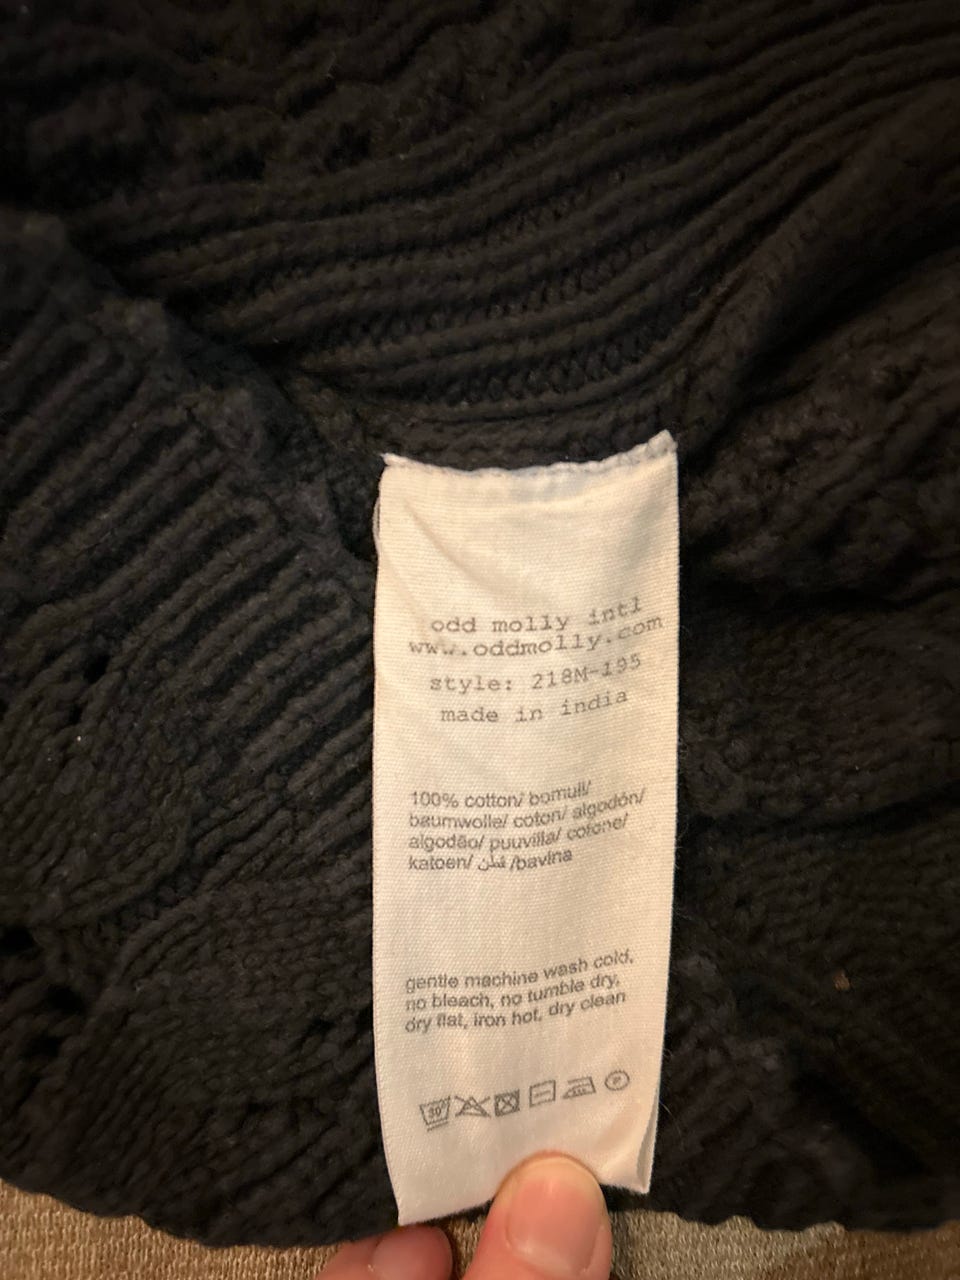 odd molly intl
www.oddmolly.com
style: 218M-195
made in india
100% cotton/ bomull/
baumwolle/ coton/ algodón/
algodão/ puuvilla/ cotone/
katoen/ قطن /bavlna
gentle machine wash cold,
no bleach, no tumble dry,
dry flat, iron hot, dry clean
30° P